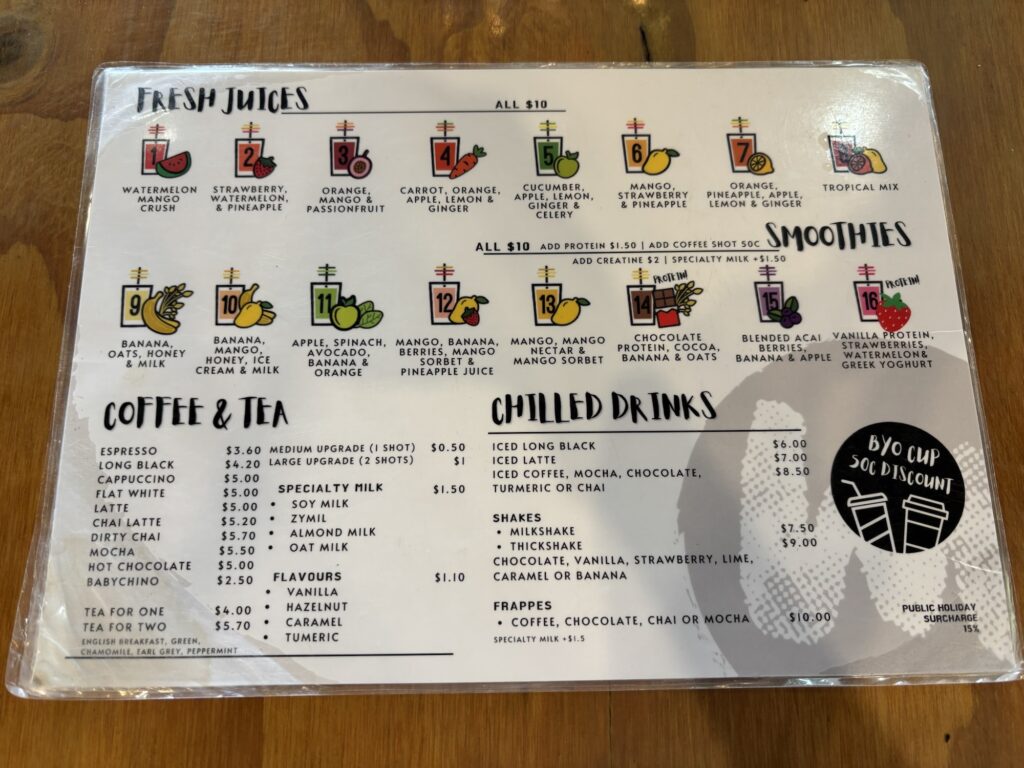 FRESH JUICES
ALL $10
1
2
3
4
5
6
7
WATERMELON
MANGO
CRUSH
STRAWBERRY,
WATERMELON,
& PINEAPPLE
ORANGE,
MANGO &
PASSIONFRUIT
CARROT, ORANGE,
APPLE, LEMON &
GINGER
CUCUMBER,
APPLE, LEMON,
GINGER &
CELERY
MANGO,
STRAWBERRY
& PINEAPPLE
ORANGE,
PINEAPPLE, APPLE,
LEMON & GINGER
TROPICAL MIX
ALL $10 ADD PROTEIN $1.50 | ADD COFFEE SHOT 50C
SMOOTHIES
ADD CREATINE $2 | SPECIALTY MILK +$1.50
9
10
11
12
13
14
PROTEIN!
15
16
PROTEIN!
BANANA,
OATS, HONEY
& MILK
BANANA,
MANGO,
HONEY, ICE
CREAM & MILK
APPLE, SPINACH,
AVOCADO,
BANANA &
ORANGE
MANGO, BANANA,
BERRIES, MANGO
SORBET &
PINEAPPLE JUICE
MANGO, MANGO
NECTAR &
MANGO SORBET
CHOCOLATE
PROTEIN, COCOA,
BANANA & OATS
BLENDED ACAI
BERRIES,
BANANA & APPLE
VANILLA PROTEIN,
STRAWBERRIES,
WATERMELON&
GREEK YOGHURT
COFFEE & TEA
ESPRESSO $3.60
LONG BLACK $4.20
CAPPUCCINO $5.00
FLAT WHITE $5.00
LATTE $5.00
CHAI LATTE $5.20
DIRTY CHAI $5.70
MOCHA $5.50
HOT CHOCOLATE $5.00
BABYCHINO $2.50
TEA FOR ONE $4.00
TEA FOR TWO $5.70
ENGLISH BREAKFAST, GREEN,
CHAMOMILE, EARL GREY, PEPPERMINT
MEDIUM UPGRADE (1 SHOT) $0.50
LARGE UPGRADE (2 SHOTS) $1
SPECIALTY MILK $1.50
• SOY MILK
• ZYMIL
• ALMOND MILK
• OAT MILK
FLAVOURS $1.10
• VANILLA
• HAZELNUT
• CARAMEL
• TUMERIC
CHILLED DRINKS
ICED LONG BLACK $6.00
ICED LATTE $7.00
ICED COFFEE, MOCHA, CHOCOLATE, $8.50
TURMERIC OR CHAI
SHAKES
• MILKSHAKE $7.50
• THICKSHAKE $9.00
CHOCOLATE, VANILLA, STRAWBERRY, LIME,
CARAMEL OR BANANA
FRAPPES
• COFFEE, CHOCOLATE, CHAI OR MOCHA $10.00
SPECIALTY MILK +$1.5
BYO CUP
50C DISCOUNT
PUBLIC HOLIDAY
SURCHARGE
15%